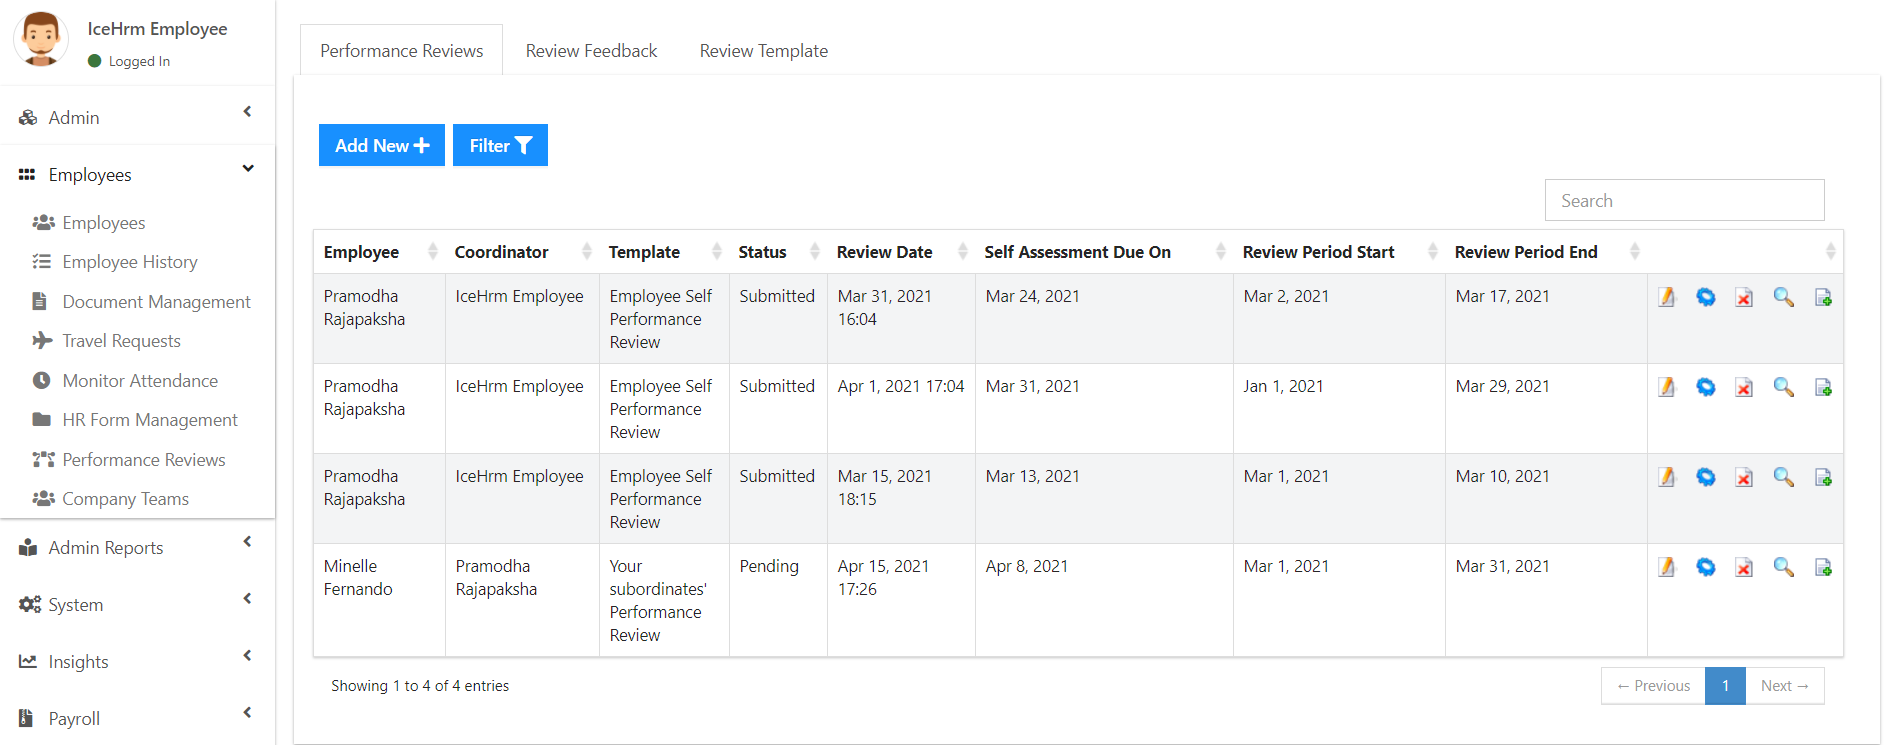 IceHrm Employee
Logged In
Admin
Employees
Employees
Employee History
Document Management
Travel Requests
Monitor Attendance
HR Form Management
Performance Reviews
Company Teams
Admin Reports
System
Insights
Payroll
Performance Reviews Review Feedback Review Template
Add New Filter
Search
Employee Coordinator Template Status Review Date Self Assessment Due On Review Period Start Review Period End
Pramodha IceHrm Employee Employee Self Submitted Mar 31, 2021 Mar 24, 2021 Mar 2, 2021 Mar 17, 2021
Rajapaksha Performance 16:04
Review
Pramodha IceHrm Employee Employee Self Submitted Apr 1, 2021 17:04 Mar 31, 2021 Jan 1, 2021 Mar 29, 2021
Rajapaksha Performance
Review
Pramodha IceHrm Employee Employee Self Submitted Mar 15, 2021 Mar 13, 2021 Mar 1, 2021 Mar 10, 2021
Rajapaksha Performance 18:15
Review
Minelle Pramodha Your Pending Apr 15, 2021 Apr 8, 2021 Mar 1, 2021 Mar 31, 2021
Fernando Rajapaksha subordinates' 17:26
Performance
Review
Showing 1 to 4 of 4 entries
← Previous 1 Next →